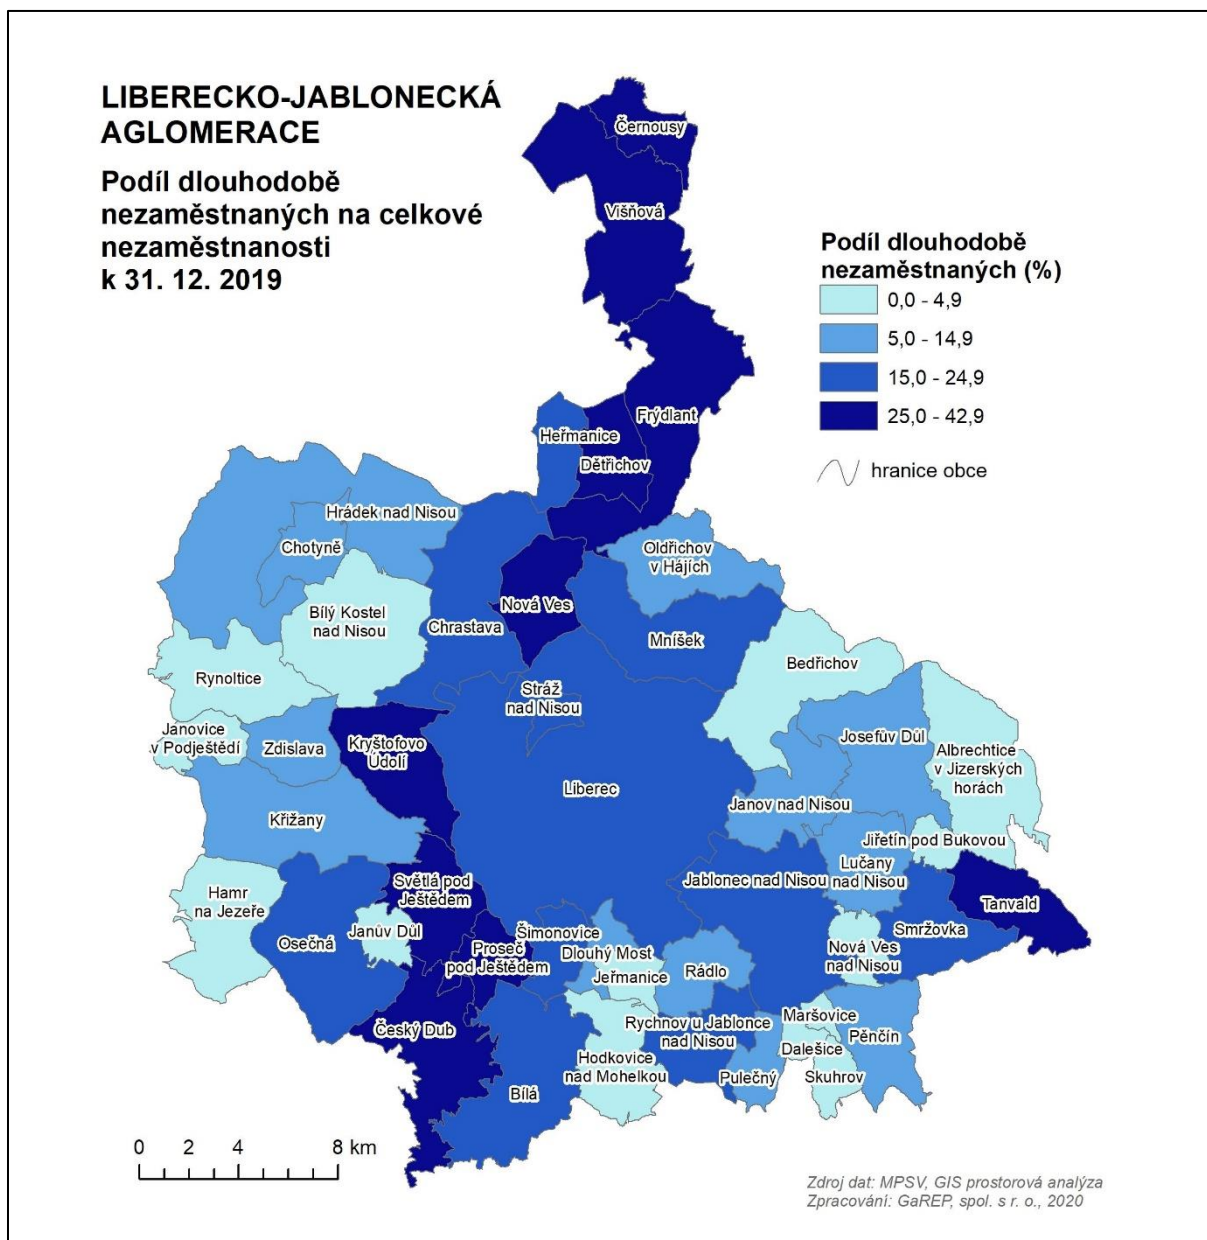 LIBERECKO-JABLONECKÁ
AGLOMERACE
Podíl dlouhodobě
nezaměstnaných na celkové
nezaměstnanosti
k 31. 12. 2019
Podíl dlouhodobě
nezaměstnaných (%)
0,0 - 4,9
5,0 - 14,9
15,0 - 24,9
25,0 - 42,9
hranice obce
Černousy
Višňová
Frýdlant
Heřmanice
Dětřichov
Hrádek nad Nisou
Chotyně
Oldřichov
v Hájích
Nová Ves
Bílý Kostel
nad Nisou
Chrastava
Mníšek
Bedřichov
Rynoltice
Stráž
nad Nisou
Janovice
v Podještědí
Zdislava
Kryštofovo
Údolí
Josefův Důl
Albrechtice
v Jizerských
horách
Liberec
Janov nad Nisou
Křižany
Jiřetín pod Bukovou
Lučany
nad Nisou
Jablonec nad Nisou
Světlá pod
Ještědem
Hamr
na Jezeře
Tanvald
Smržovka
Osečná
Janův Důl
Šimonovice
Proseč
pod Ještědem
Dlouhý Most
Jeřmanice
Rádlo
Nová Ves
nad Nisou
Český Dub
Rychnov u Jablonce
nad Nisou
Maršovice
Pěnčín
Dalešice
Hodkovice
nad Mohelkou
Pulečný
Skuhrov
Bílá
0 2 4 8 km
Zdroj dat: MPSV, GIS prostorová analýza
Zpracování: GaREP, spol. s r. o., 2020